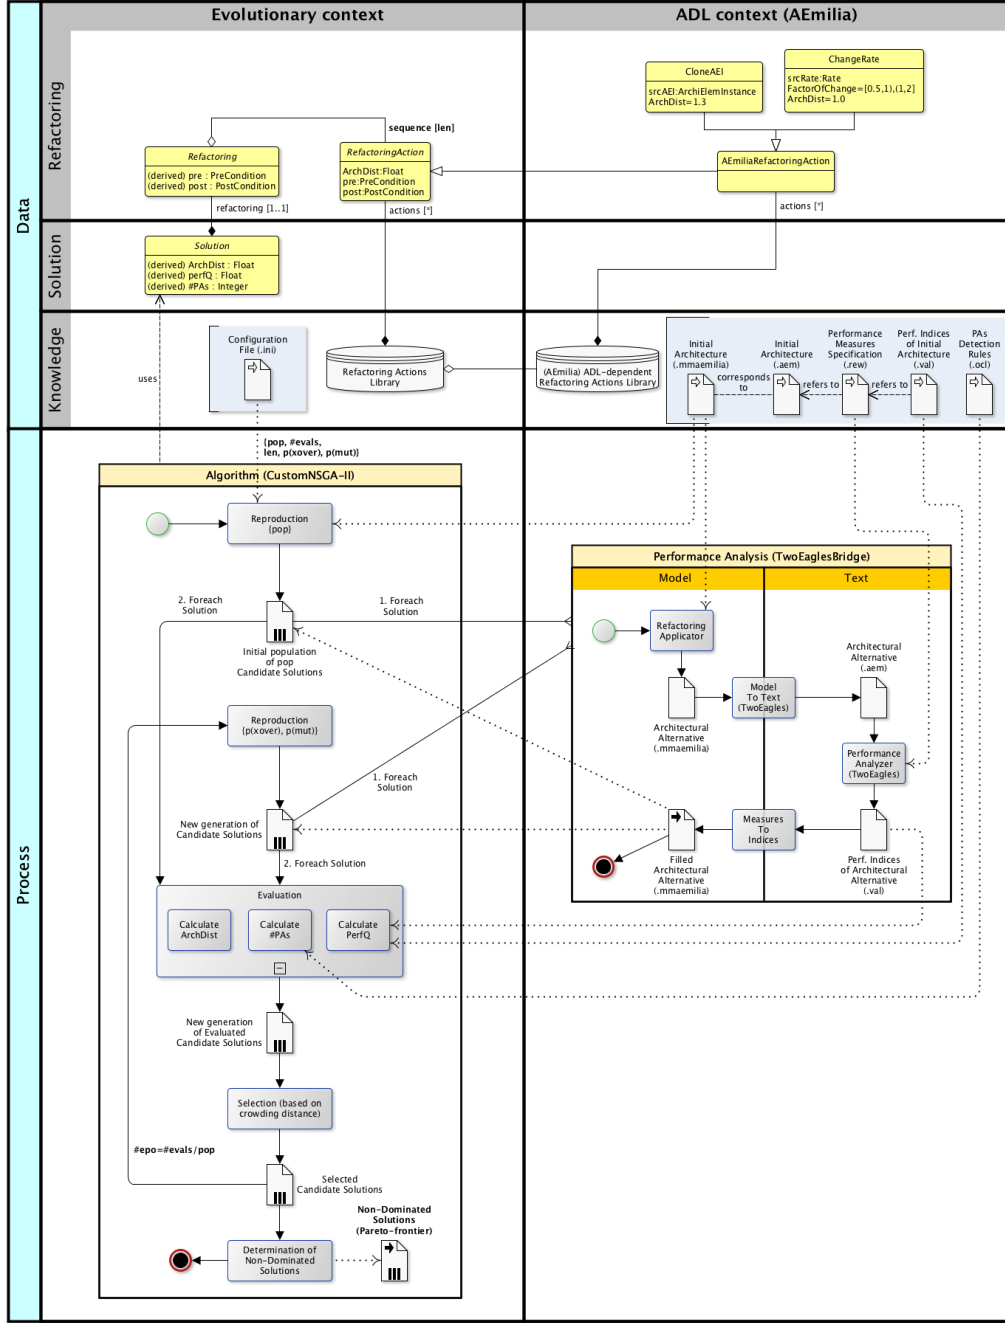 Evolutionary context
ADL context (AEmilia)
Data
Refactoring
Solution
Knowledge
Process
CloneAEI
srcAEI:ArchiElemInstance
ArchDist=1.3
ChangeRate
srcRate:Rate
FactorOfChange=[0.5,1),(1,2]
ArchDist=1.0
sequence [len]
Refactoring
(derived) pre : PreCondition
(derived) post : PostCondition
RefactoringAction
ArchDist:Float
pre:PreCondition
post:PostCondition
AEmiliaRefactoringAction
refactoring [1..1]
actions [*]
actions [*]
Solution
(derived) ArchDist : Float
(derived) perfQ : Float
(derived) #PAs : Integer
uses
Configuration
File (.ini)
Refactoring Actions
Library
(AEmilia) ADL-dependent
Refactoring Actions Library
Initial
Architecture
(.mmaemilia)
corresponds
to
Initial
Architecture
(.aem)
refers to
Performance
Measures
Specification
(.rew)
refers to
Perf. Indices
of Initial
Architecture
(.val)
PAs
Detection
Rules
(.ocl)
{pop, #evals,
len, p(xover), p(mut)}
Algorithm (CustomNSGA-II)
Reproduction
{pop}
2. Foreach
Solution
1. Foreach
Solution
Initial population
of pop
Candidate Solutions
Reproduction
{p(xover), p(mut)}
1. Foreach
Solution
New generation of
Candidate Solutions
2. Foreach Solution
Evaluation
Calculate
ArchDist
Calculate
#PAs
Calculate
PerfQ
New generation
of Evaluated
Candidate Solutions
Selection (based on
crowding distance)
#epo=#evals/pop
Selected
Candidate Solutions
Non-Dominated
Solutions
(Pareto-frontier)
Determination of
Non-Dominated
Solutions
Performance Analysis (TwoEaglesBridge)
Model
Text
Refactoring
Applicator
Architectural
Alternative
(.mmaemilia)
Model
To Text
(TwoEagles)
Architectural
Alternative
(.aem)
Performance
Analyzer
(TwoEagles)
Measures
To
Indices
Filled
Architectural
Alternative
(.mmaemilia)
Perf. Indices
of Architectural
Alternative
(.val)